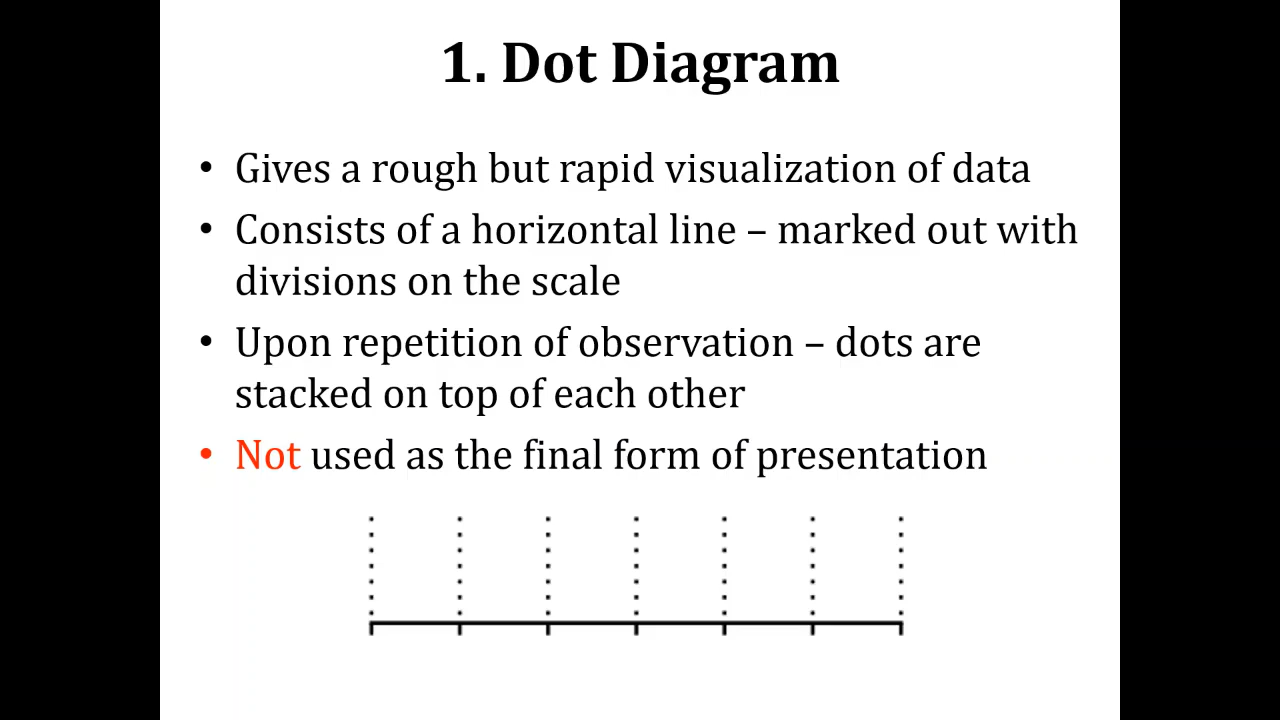 1. Dot Diagram
• Gives a rough but rapid visualization of data
• Consists of a horizontal line – marked out with
divisions on the scale
• Upon repetition of observation – dots are
stacked on top of each other
• Not used as the final form of presentation